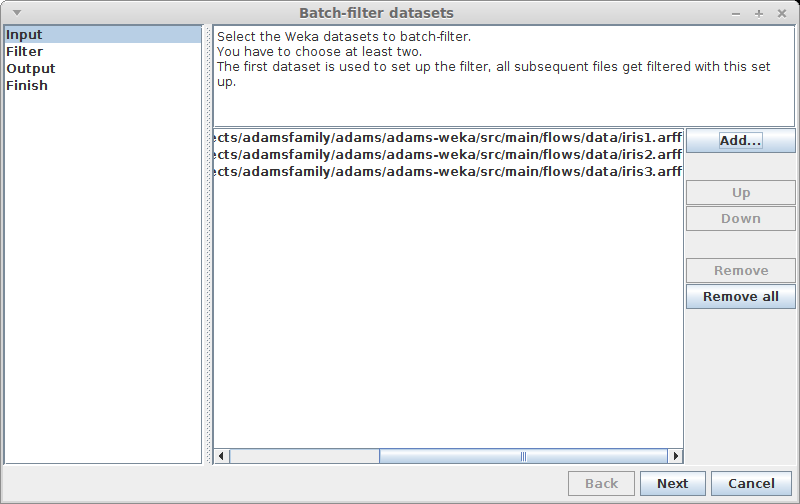 Batch-filter datasets
Input
Filter
Output
Finish
Select the Weka datasets to batch-filter.
You have to choose at least two.
The first dataset is used to set up the filter, all subsequent files get filtered with this set
up.
ects/adamsfamily/adams/adams-weka/src/main/flows/data/iris1.arff
ects/adamsfamily/adams/adams-weka/src/main/flows/data/iris2.arff
ects/adamsfamily/adams/adams-weka/src/main/flows/data/iris3.arff
Add...
Up
Down
Remove
Remove all
Back
Next
Cancel